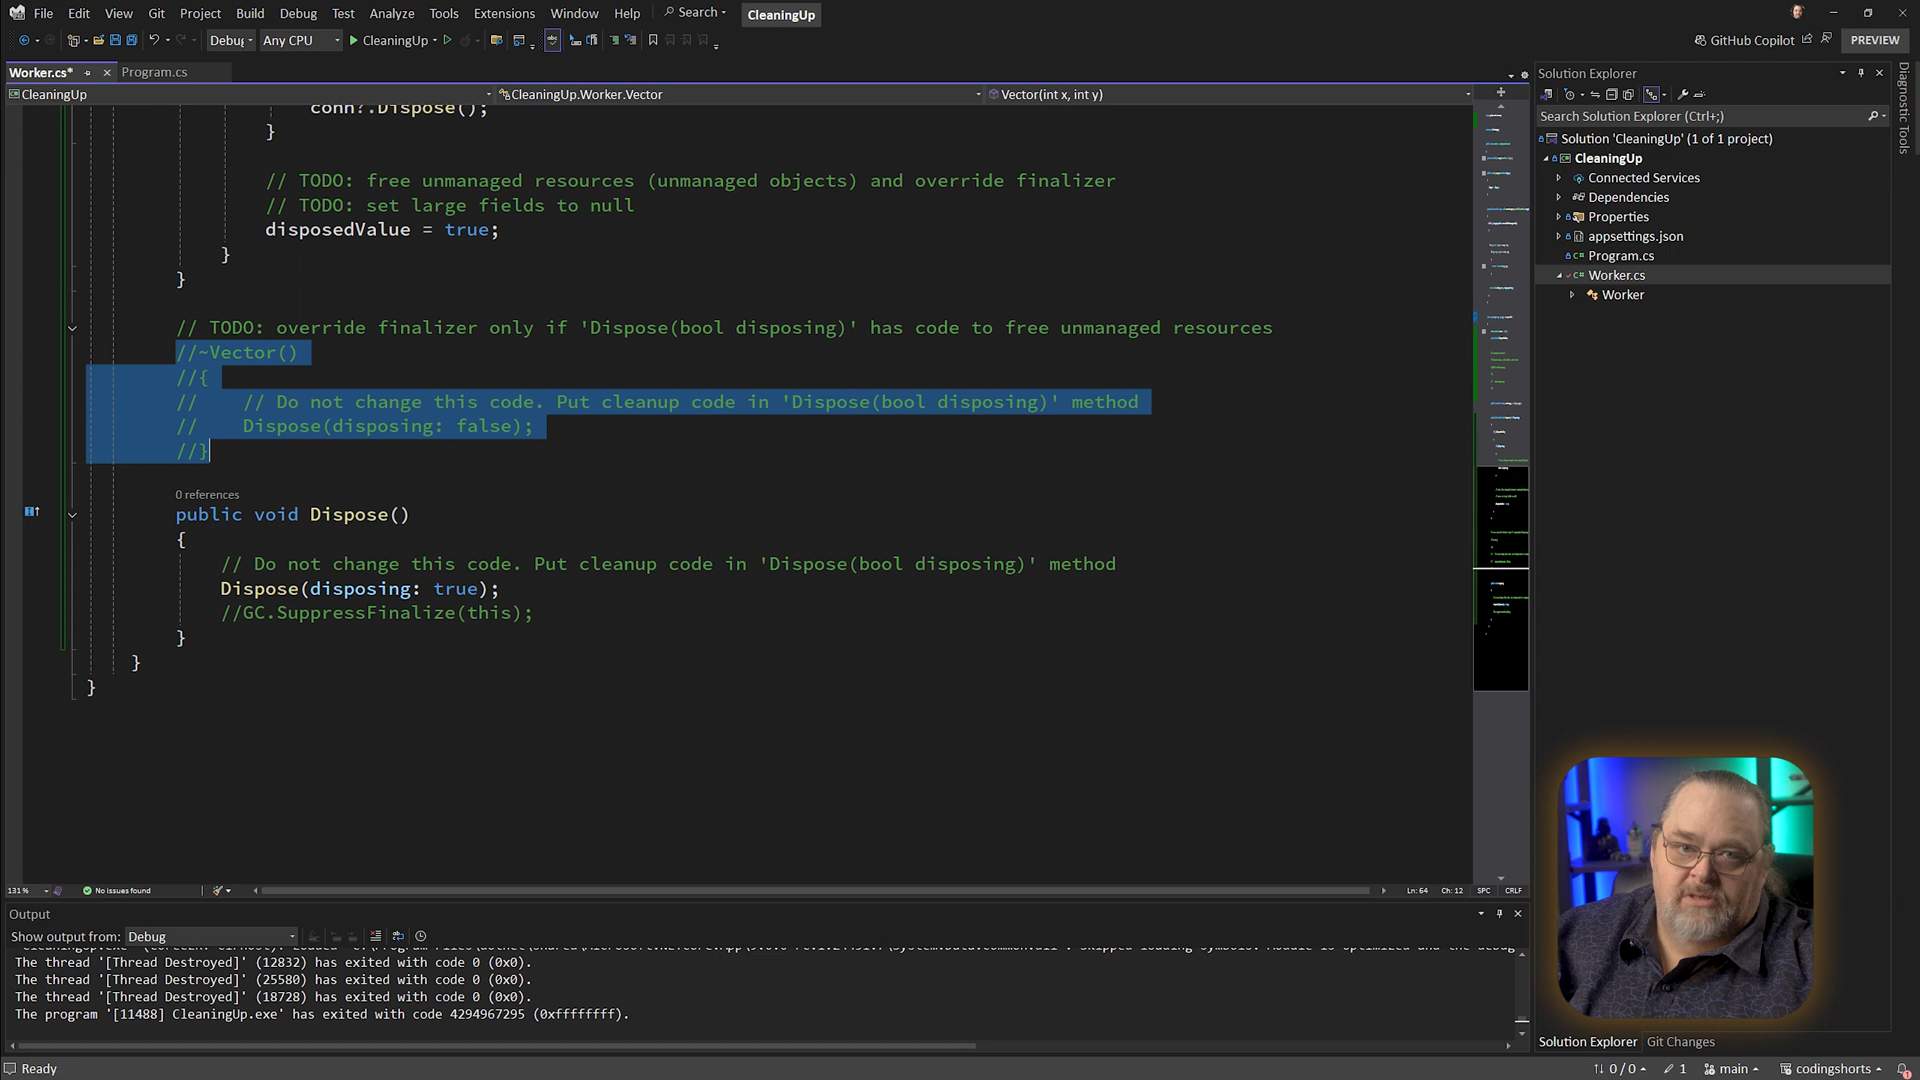 File Edit View Git Project Build Debug Test Analyze Tools Extensions Window Help Search CleaningUp
Debug Any CPU CleaningUp GitHub Copilot PREVIEW
Worker.cs* Program.cs
CleaningUp CleaningUp.Worker.Vector Vector(int x, int y)
conn?.Dispose();
}
// TODO: free unmanaged resources (unmanaged objects) and override finalizer
// TODO: set large fields to null
disposedValue = true;
}
}
// TODO: override finalizer only if 'Dispose(bool disposing)' has code to free unmanaged resources
//~Vector()
//{
//    // Do not change this code. Put cleanup code in 'Dispose(bool disposing)' method
//    Dispose(disposing: false);
//}
0 references
public void Dispose()
{
// Do not change this code. Put cleanup code in 'Dispose(bool disposing)' method
Dispose(disposing: true);
//GC.SuppressFinalize(this);
}
}
}
131 % No issues found Ln: 64 Ch: 12 SPC CRLF
Output
Show output from: Debug
The thread '[Thread Destroyed]' (12832) has exited with code 0 (0x0).
The thread '[Thread Destroyed]' (25580) has exited with code 0 (0x0).
The thread '[Thread Destroyed]' (18728) has exited with code 0 (0x0).
The program '[11488] CleaningUp.exe' has exited with code 4294967295 (0xffffffff).
Solution Explorer
Search Solution Explorer (Ctrl+;)
Solution 'CleaningUp' (1 of 1 project)
CleaningUp
Connected Services
Dependencies
Properties
appsettings.json
Program.cs
Worker.cs
Worker
Diagnostic Tools
Solution Explorer Git Changes
Ready 0 / 0 1 main codingshorts